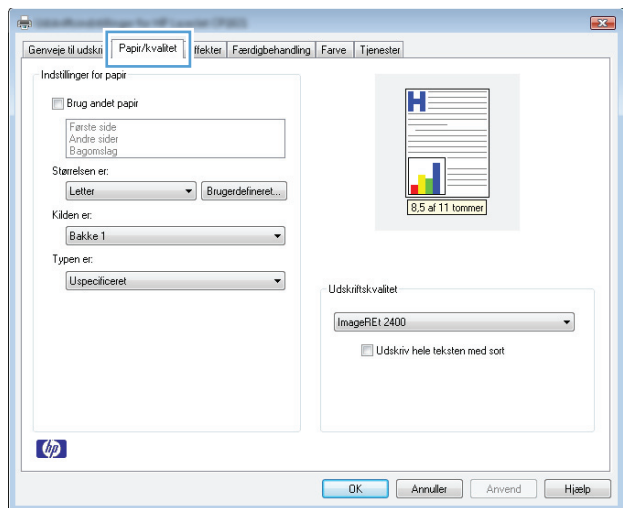 Genveje til udskri
Papir/kvalitet
ffekter
Færdigbehandling
Farve
Tjenester
Indstillinger for papir
Brug andet papir
Første side
Andre sider
Bagomslag
Størrelsen er:
Letter
Brugerdefineret...
Kilden er:
Bakke 1
Typen er:
Uspecificeret
H
8,5 af 11 tommer
Udskriftskvalitet
ImageREt 2400
Udskriv hele teksten med sort
hp
OK
Annuller
Anvend
Hjælp